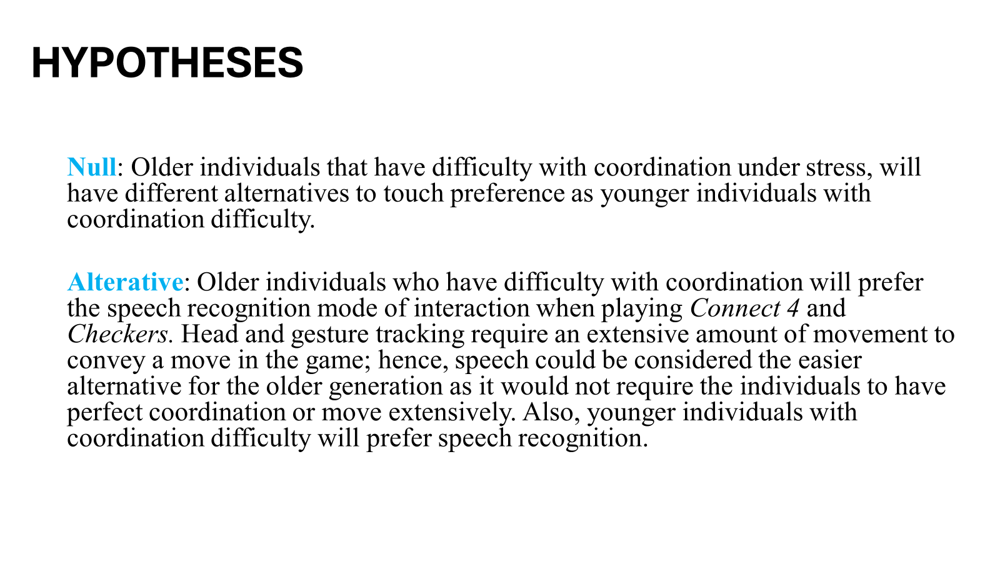 HYPOTHESES
Null: Older individuals that have difficulty with coordination under stress, will
have different alternatives to touch preference as younger individuals with
coordination difficulty.
Alterative: Older individuals who have difficulty with coordination will prefer
the speech recognition mode of interaction when playing Connect 4 and
Checkers. Head and gesture tracking require an extensive amount of movement to
convey a move in the game; hence, speech could be considered the easier
alternative for the older generation as it would not require the individuals to have
perfect coordination or move extensively. Also, younger individuals with
coordination difficulty will prefer speech recognition.